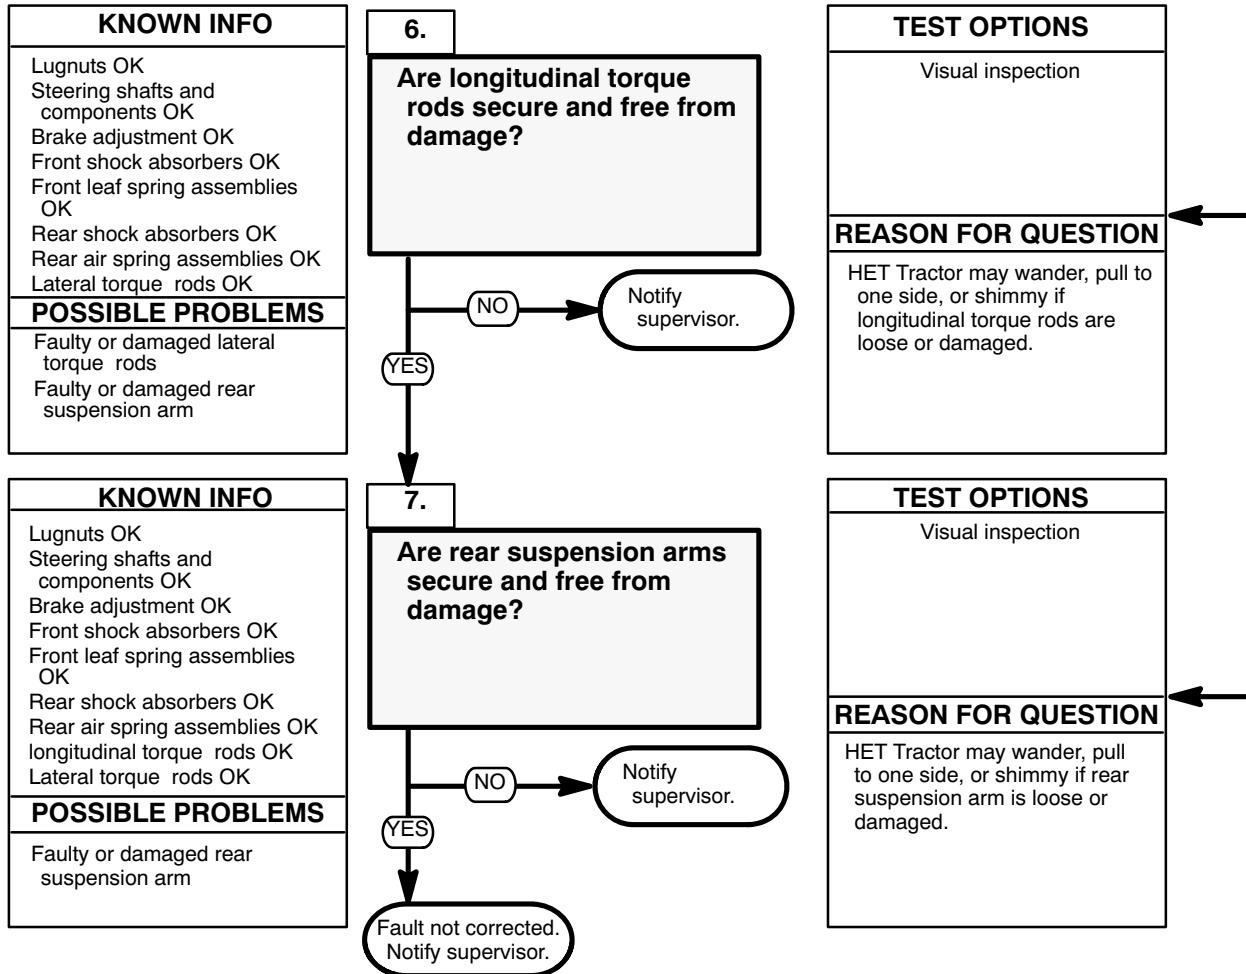 KNOWN INFO
Lugnuts OK
Steering shafts and
components OK
Brake adjustment OK
Front shock absorbers OK
Front leaf spring assemblies
OK
Rear shock absorbers OK
Rear air spring assemblies OK
Lateral torque rods OK
POSSIBLE PROBLEMS
Faulty or damaged lateral
torque rods
Faulty or damaged rear
suspension arm
6.
Are longitudinal torque
rods secure and free from
damage?
NO
Notify
supervisor.
YES
TEST OPTIONS
Visual inspection
REASON FOR QUESTION
HET Tractor may wander, pull to
one side, or shimmy if
longitudinal torque rods are
loose or damaged.
KNOWN INFO
Lugnuts OK
Steering shafts and
components OK
Brake adjustment OK
Front shock absorbers OK
Front leaf spring assemblies
OK
Rear shock absorbers OK
Rear air spring assemblies OK
longitudinal torque rods OK
Lateral torque rods OK
POSSIBLE PROBLEMS
Faulty or damaged rear
suspension arm
7.
Are rear suspension arms
secure and free from
damage?
NO
Notify
supervisor.
YES
Fault not corrected.
Notify supervisor.
TEST OPTIONS
Visual inspection
REASON FOR QUESTION
HET Tractor may wander, pull
to one side, or shimmy if rear
suspension arm is loose or
damaged.